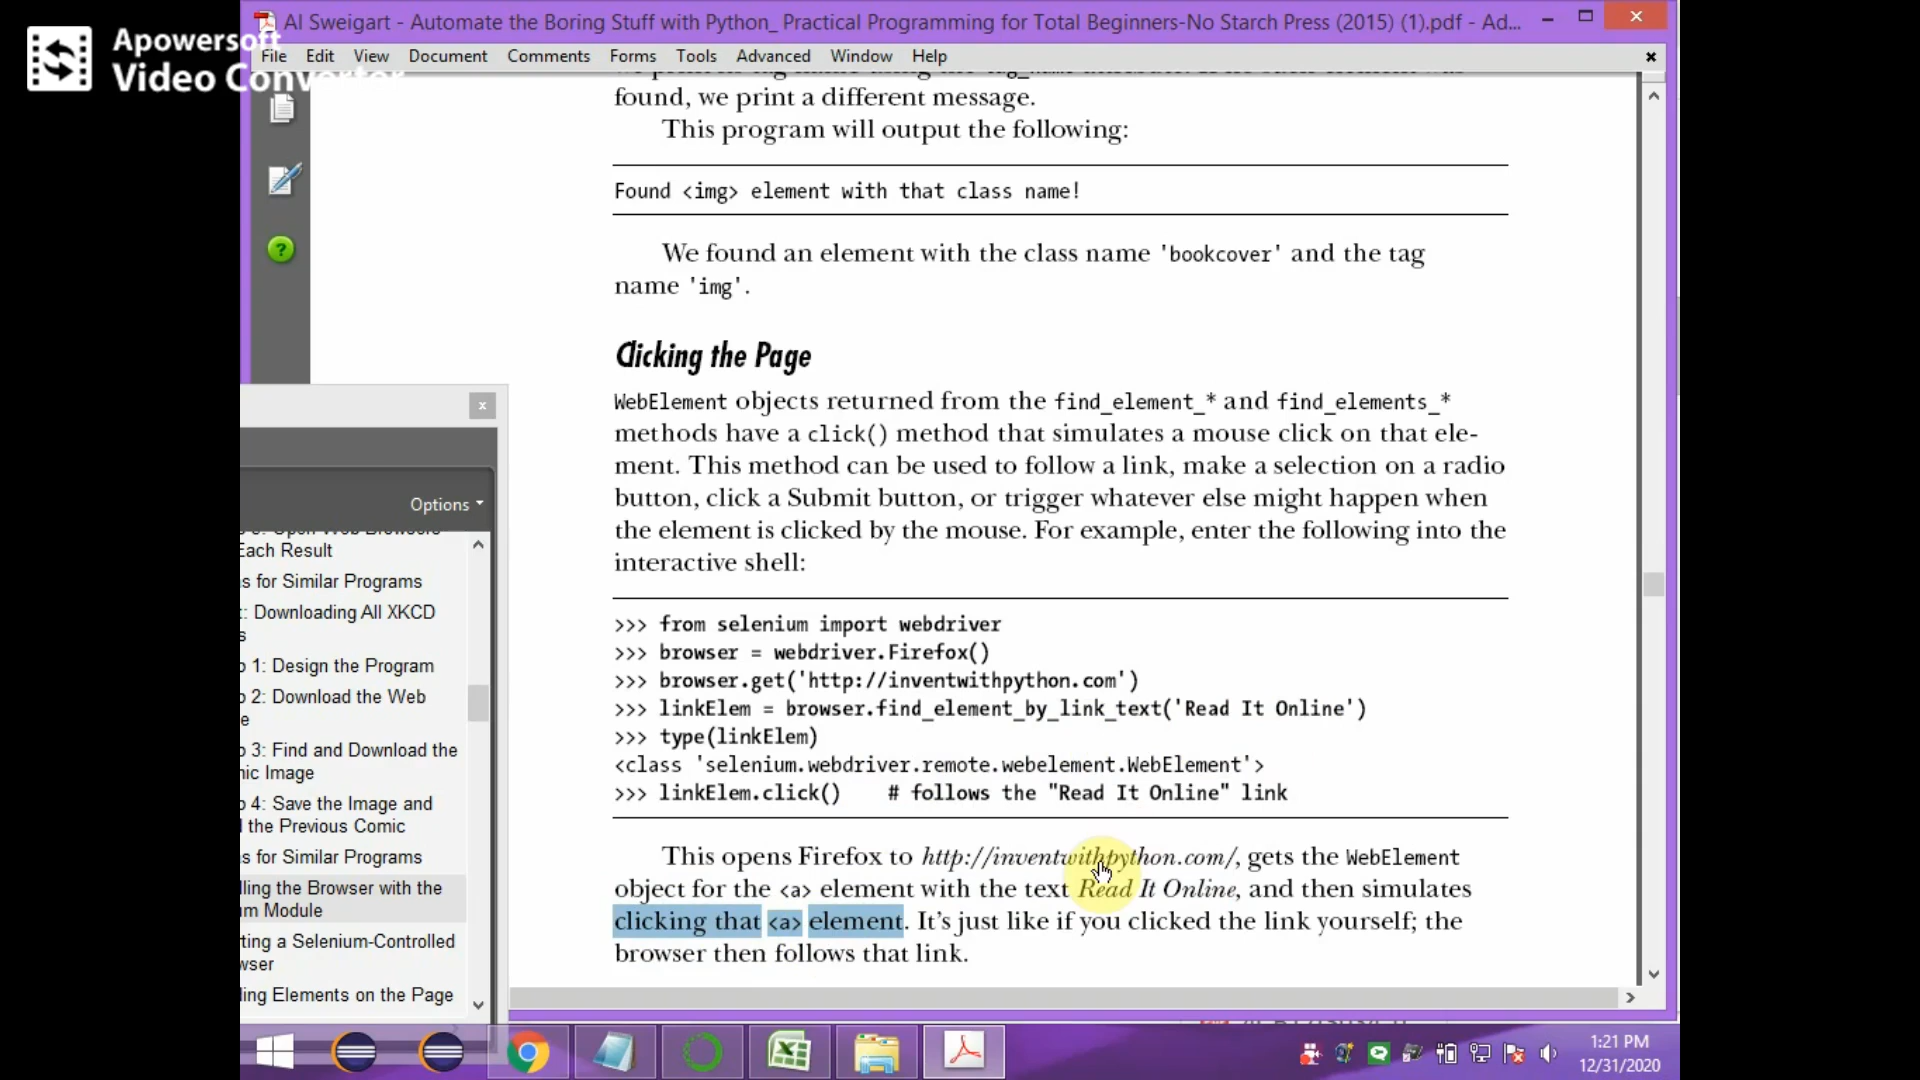 Apowersoft
Video Converter
Al Sweigart - Automate the Boring Stuff with Python_ Practical Programming for Total Beginners-No Starch Press (2015) (1).pdf - Ad...
File Edit View Document Comments Forms Tools Advanced Window Help
found, we print a different message.
This program will output the following:
Found <img> element with that class name!
We found an element with the class name 'bookcover' and the tag
name 'img'.
Clicking the Page
WebElement objects returned from the find_element_* and find_elements_*
methods have a click() method that simulates a mouse click on that ele-
ment. This method can be used to follow a link, make a selection on a radio
button, click a Submit button, or trigger whatever else might happen when
the element is clicked by the mouse. For example, enter the following into the
interactive shell:
>>> from selenium import webdriver
>>> browser = webdriver.Firefox()
>>> browser.get('http://inventwithpython.com')
>>> linkElem = browser.find_element_by_link_text('Read It Online')
>>> type(linkElem)
<class 'selenium.webdriver.remote.webelement.WebElement'>
>>> linkElem.click() # follows the "Read It Online" link
This opens Firefox to http://inventwithpython.com/, gets the WebElement
object for the <a> element with the text Read It Online, and then simulates
clicking that <a> element. It's just like if you clicked the link yourself; the
browser then follows that link.
Options
Each Result
s for Similar Programs
: Downloading All XKCD
s
1: Design the Program
2: Download the Web
e
3: Find and Download the
ic Image
4: Save the Image and
the Previous Comic
s for Similar Programs
ling the Browser with the
m Module
ting a Selenium-Controlled
wser
ing Elements on the Page
1:21 PM
12/31/2020